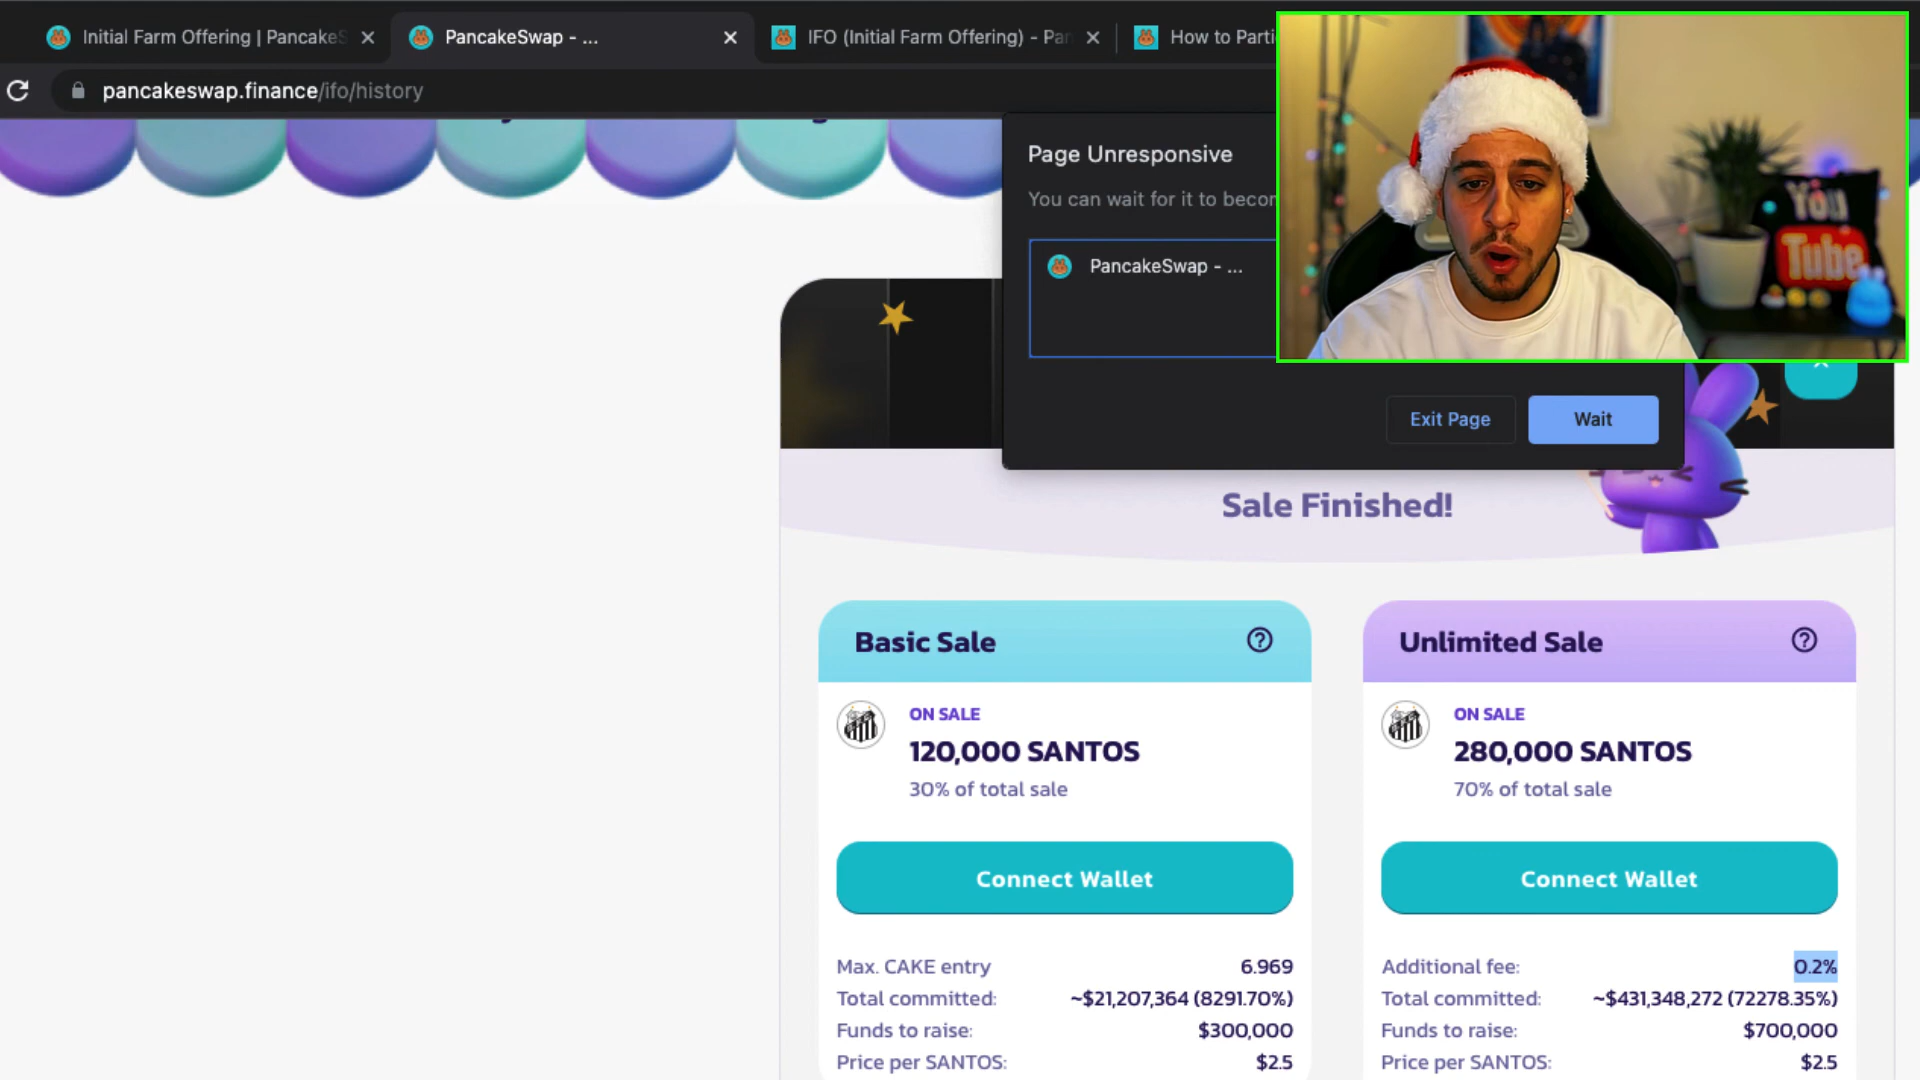 Initial Farm Offering | PancakeS
PancakeSwap - ...
IFO (Initial Farm Offering) - Pan
How to Parti
pancakeswap.finance/ifo/history
Page Unresponsive
You can wait for it to becom
PancakeSwap - ...
Exit Page
Wait
You
Tube
Sale Finished!
Basic Sale
ON SALE
120,000 SANTOS
30% of total sale
Connect Wallet
Max. CAKE entry 6.969
Total committed: ~$21,207,364 (8291.70%)
Funds to raise: $300,000
Price per SANTOS: $2.5
Unlimited Sale
ON SALE
280,000 SANTOS
70% of total sale
Connect Wallet
Additional fee: 0.2%
Total committed: ~$431,348,272 (72278.35%)
Funds to raise: $700,000
Price per SANTOS: $2.5